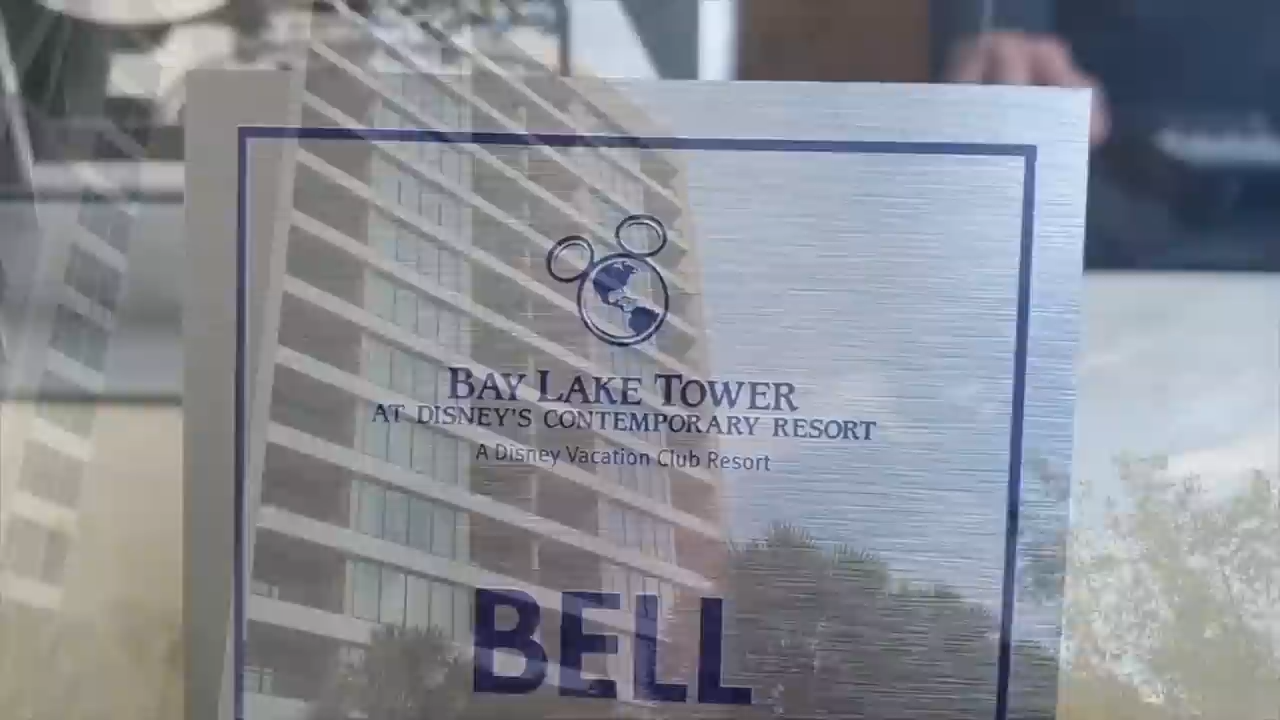 BAY LAKE TOWER
AT DISNEY'S CONTEMPORARY RESORT
A Disney Vacation Club Resort
BELL